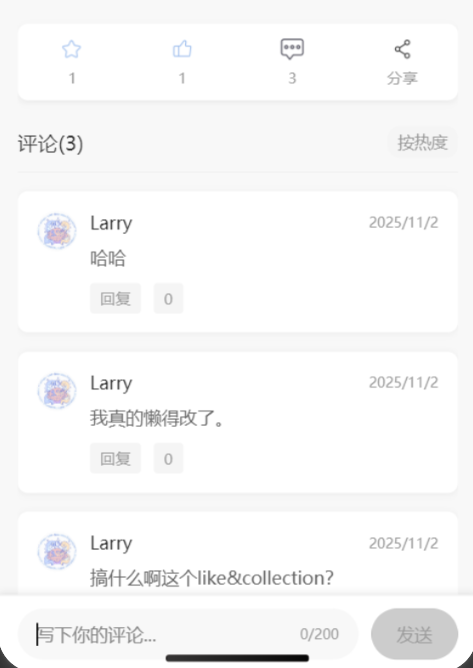 1 1 3 分享
评论(3) 按热度
Larry 2025/11/2
哈哈
回复 0
Larry 2025/11/2
我真的懒得改了。
回复 0
Larry 2025/11/2
搞什么啊这个like&collection?
写下你的评论... 0/200 发送